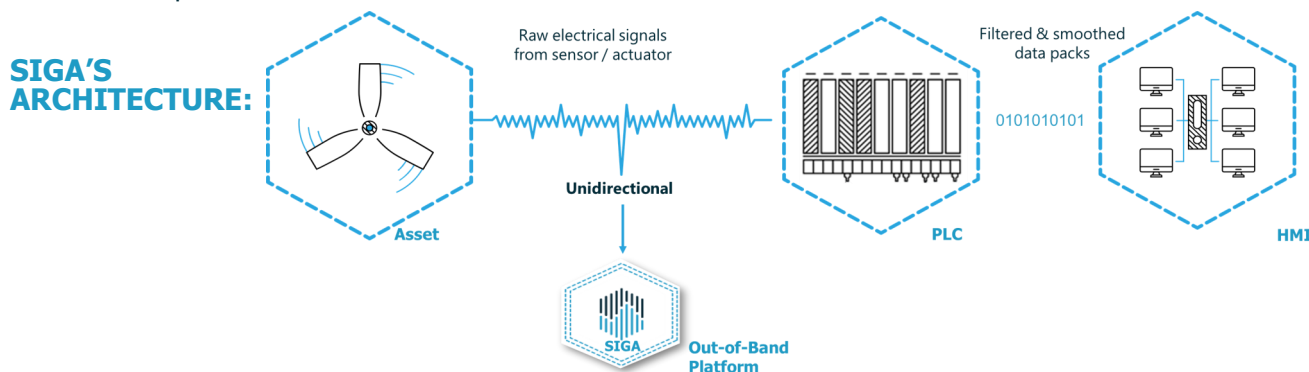 SIGA'S
ARCHITECTURE:
Raw electrical signals
from sensor / actuator
Filtered & smoothed
data packs
0101010101
Unidirectional
Asset
PLC
HMI
SIGA
Out-of-Band
Platform